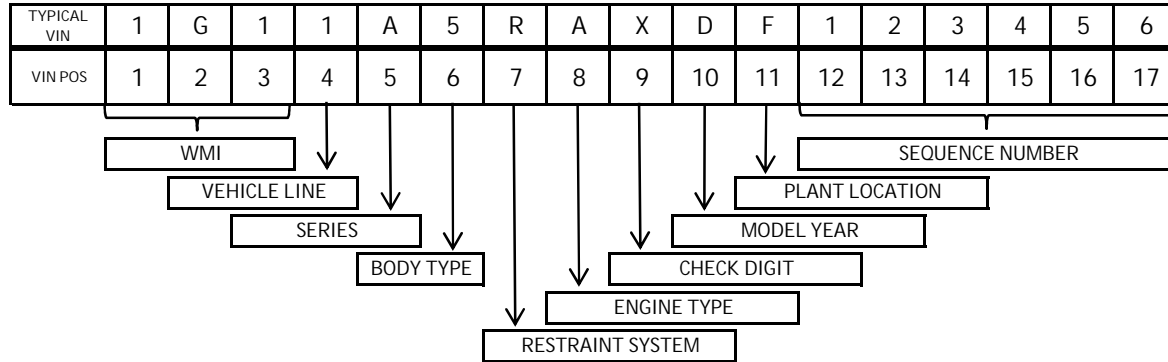 TYPICAL VIN 1 G 1 1 A 5 R A X D F 1 2 3 4 5 6
VIN POS 1 2 3 4 5 6 7 8 9 10 11 12 13 14 15 16 17
WMI SEQUENCE NUMBER
VEHICLE LINE PLANT LOCATION
SERIES MODEL YEAR
BODY TYPE CHECK DIGIT
ENGINE TYPE
RESTRAINT SYSTEM